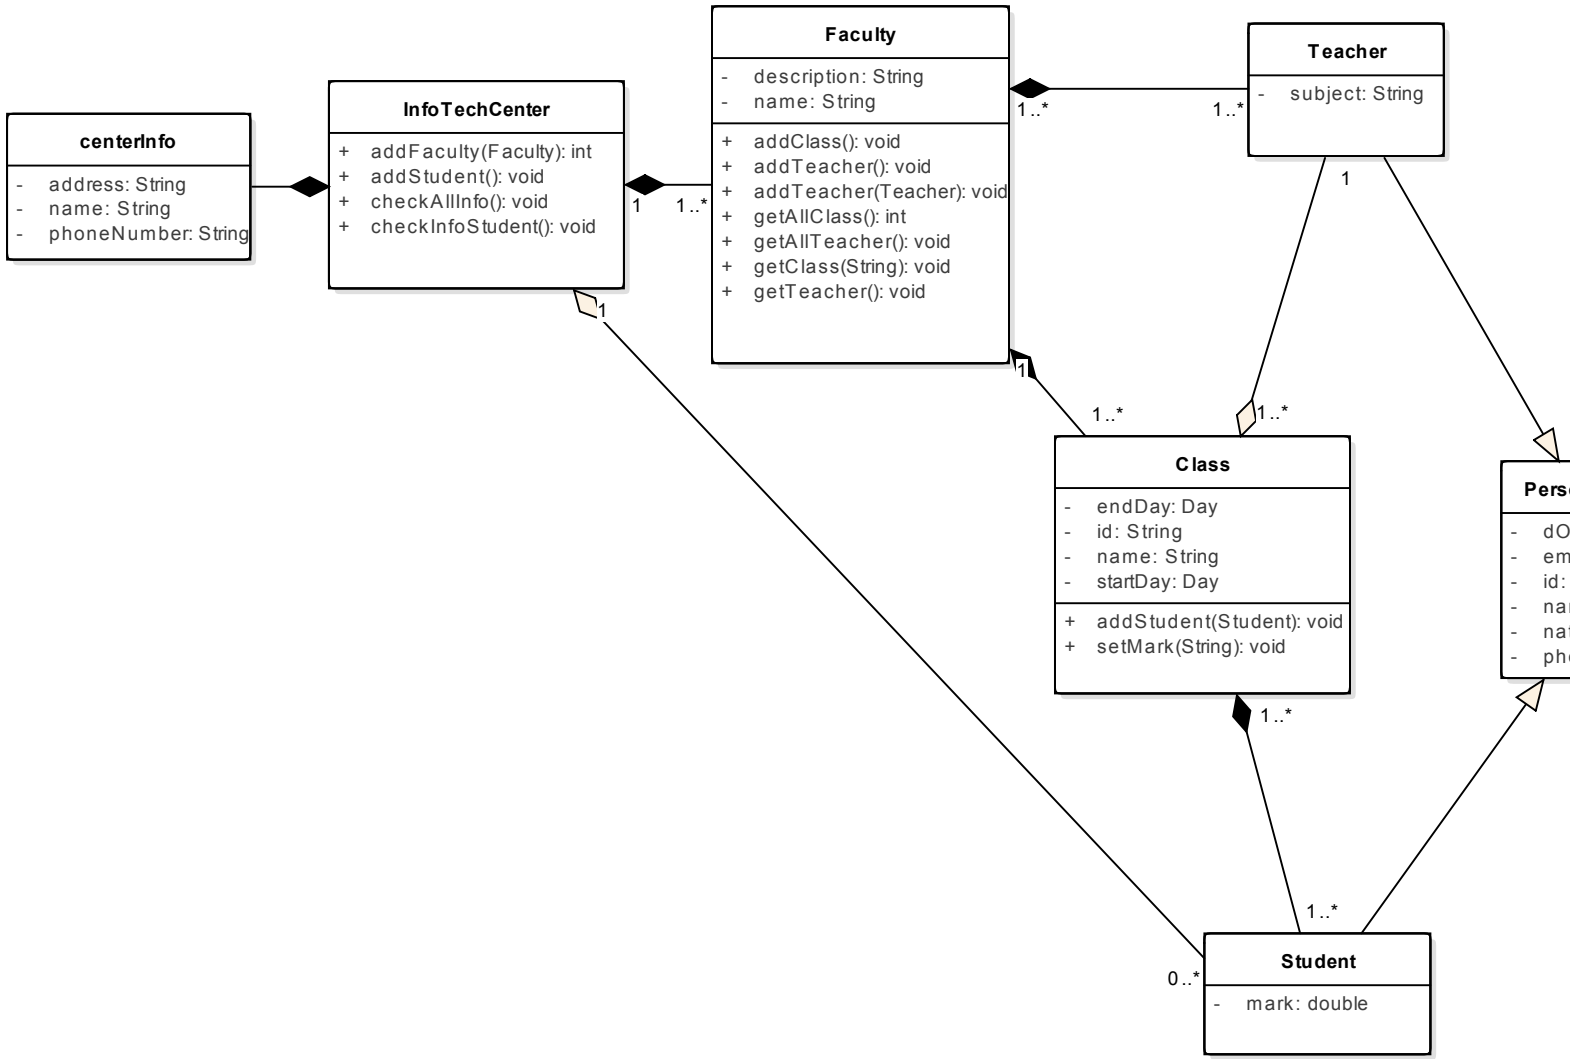 centerInfo
- address: String
- name: String
- phoneNumber: String
InfoTechCenter
+ addFaculty(Faculty): int
+ addStudent(): void
+ checkAllInfo(): void
+ checkInfoStudent(): void
1
1..*
1
Faculty
- description: String
- name: String
+ addClass(): void
+ addTeacher(): void
+ addTeacher(Teacher): void
+ getAllClass(): int
+ getAllTeacher(): void
+ getClass(String): void
+ getTeacher(): void
1..*
1..*
Teacher
- subject: String
1
1
1..*
1..*
Class
- endDay: Day
- id: String
- name: String
- startDay: Day
+ addStudent(Student): void
+ setMark(String): void
1..*
- id:
1..*
0..*
Student
- mark: double